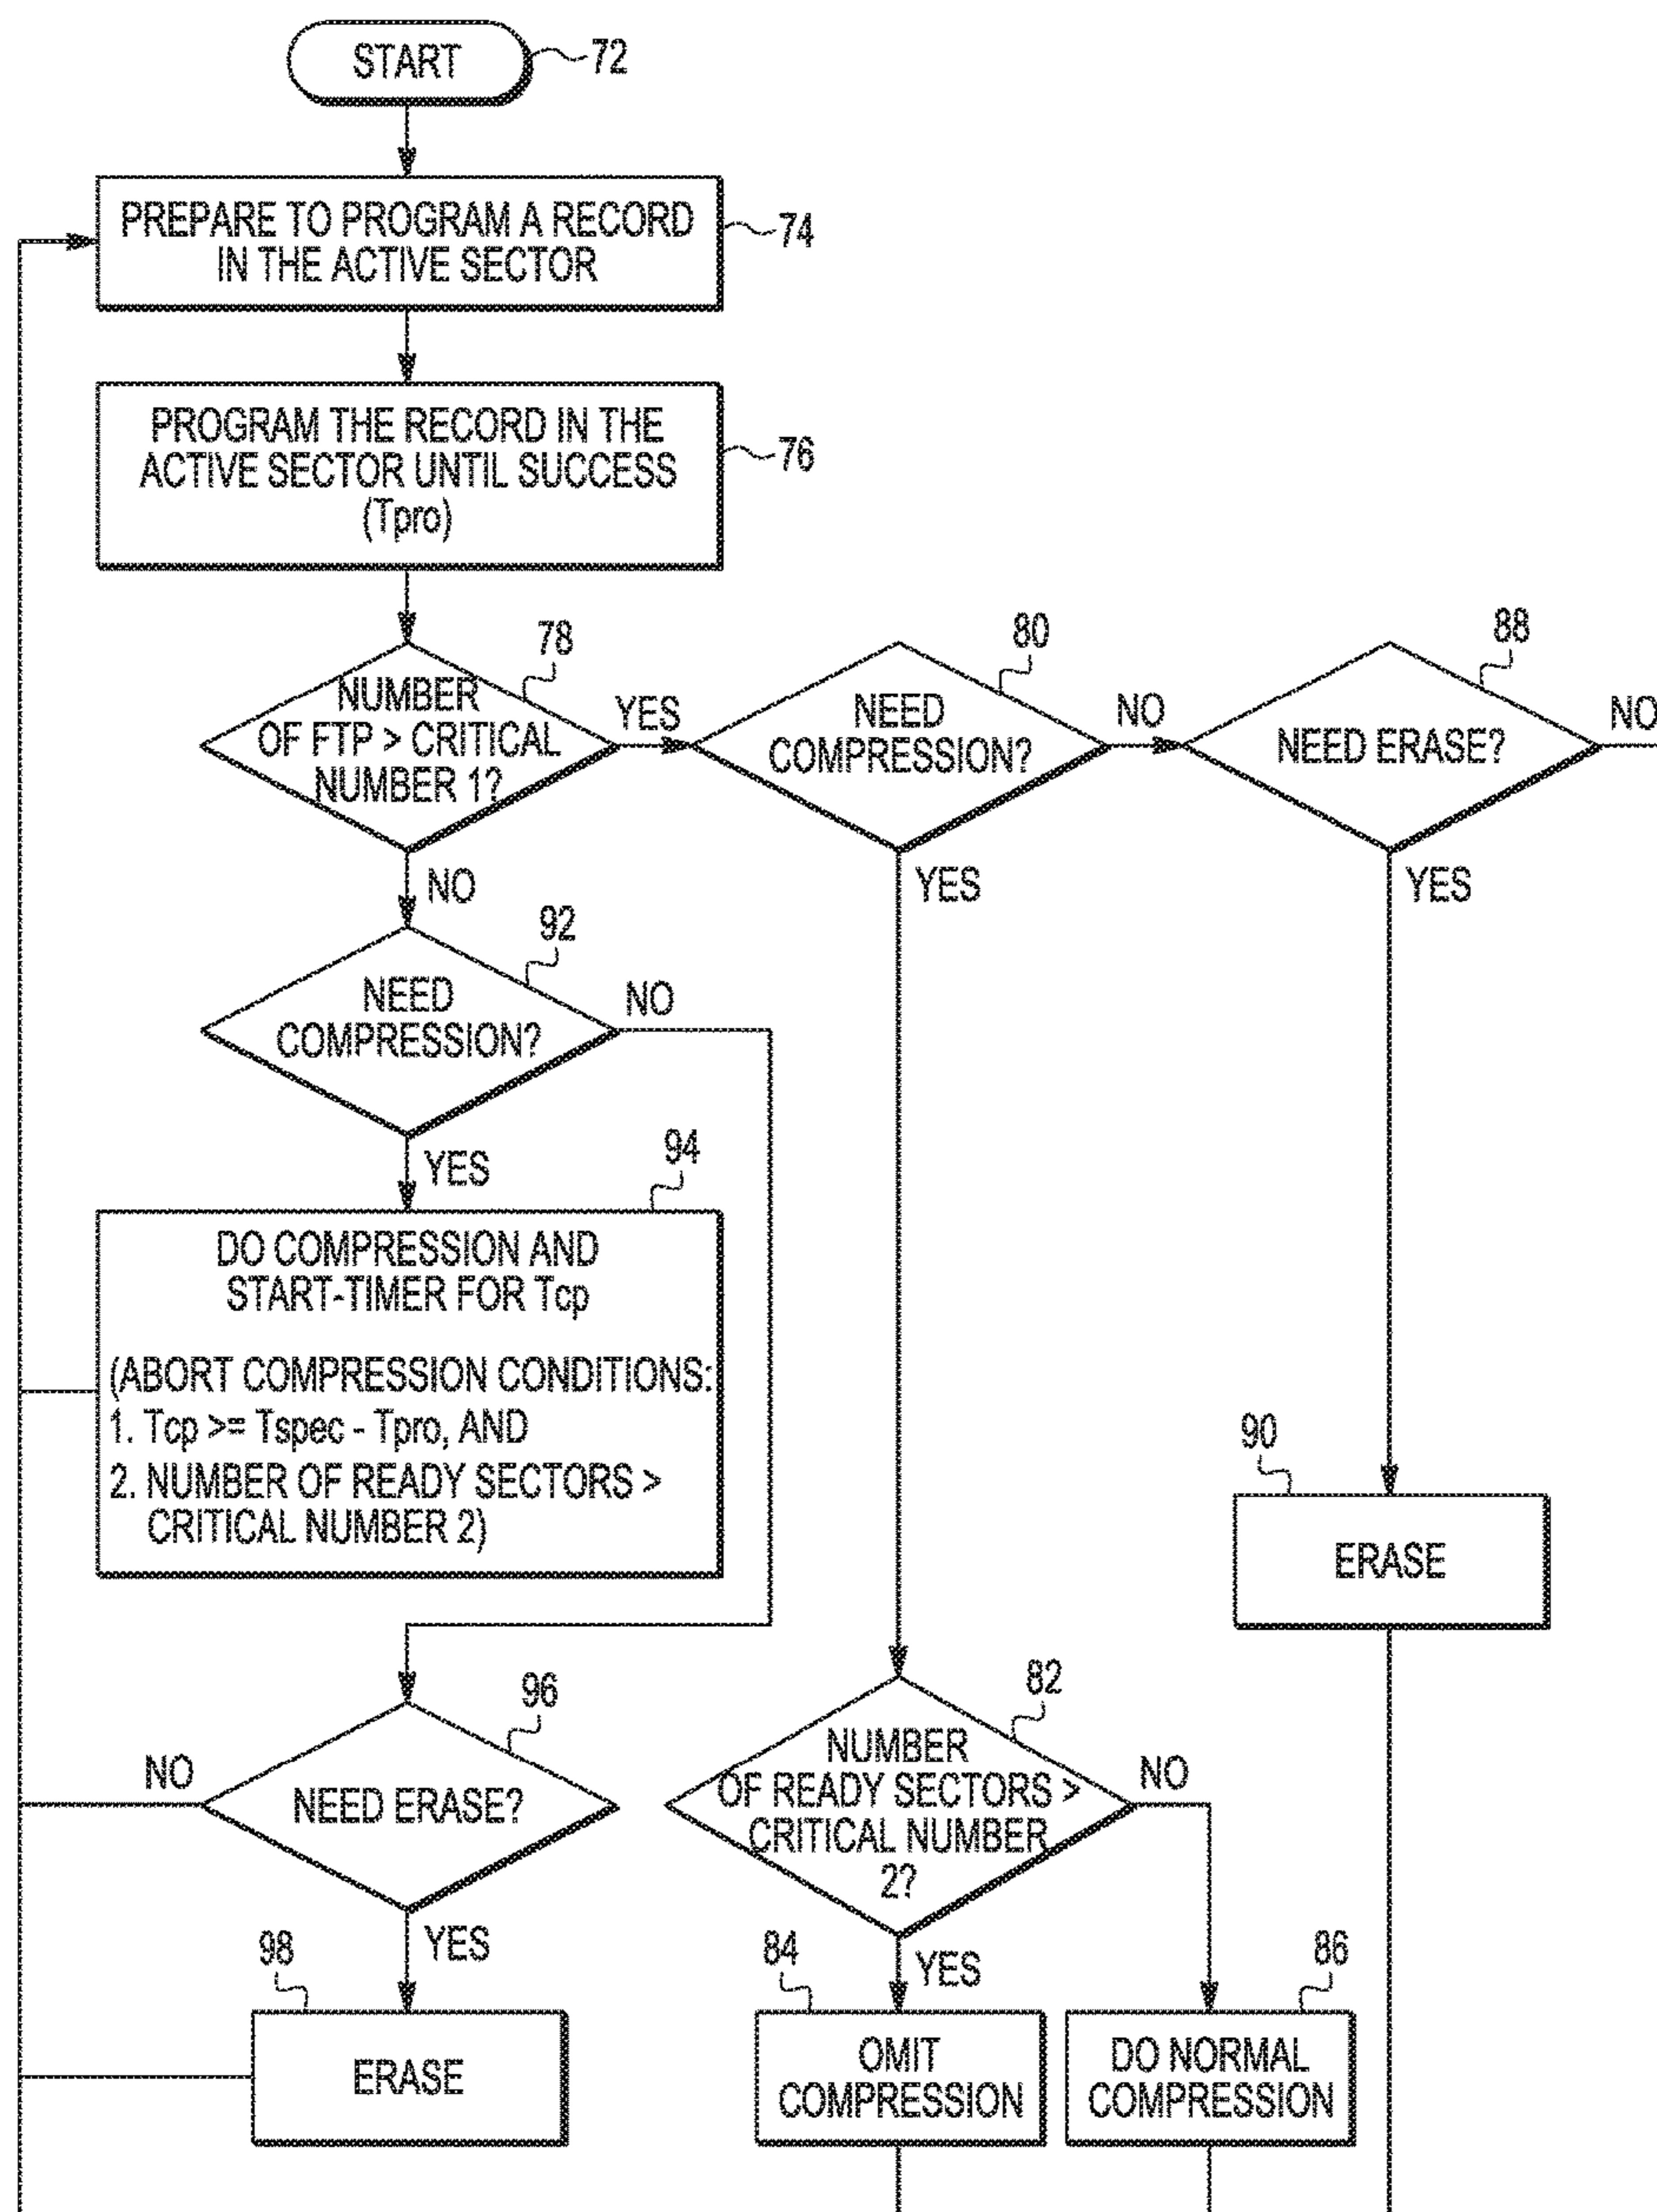 START
72
PREPARE TO PROGRAM A RECORD
IN THE ACTIVE SECTOR
74
PROGRAM THE RECORD IN THE
ACTIVE SECTOR UNTIL SUCCESS
(Tpro)
76
78
NUMBER
OF FTP > CRITICAL
NUMBER 1?
YES
NO
80
NEED
COMPRESSION?
NO
YES
88
NEED ERASE?
NO
YES
92
NEED
COMPRESSION?
NO
YES
94
DO COMPRESSION AND
START-TIMER FOR Tcp
(ABORT COMPRESSION CONDITIONS:
1. Tcp >= Tspec - Tpro, AND
2. NUMBER OF READY SECTORS >
CRITICAL NUMBER 2)
90
ERASE
96
NEED ERASE?
NO
YES
98
ERASE
82
NUMBER
OF READY SECTORS >
CRITICAL NUMBER
2?
NO
YES
84
OMIT
COMPRESSION
86
DO NORMAL
COMPRESSION